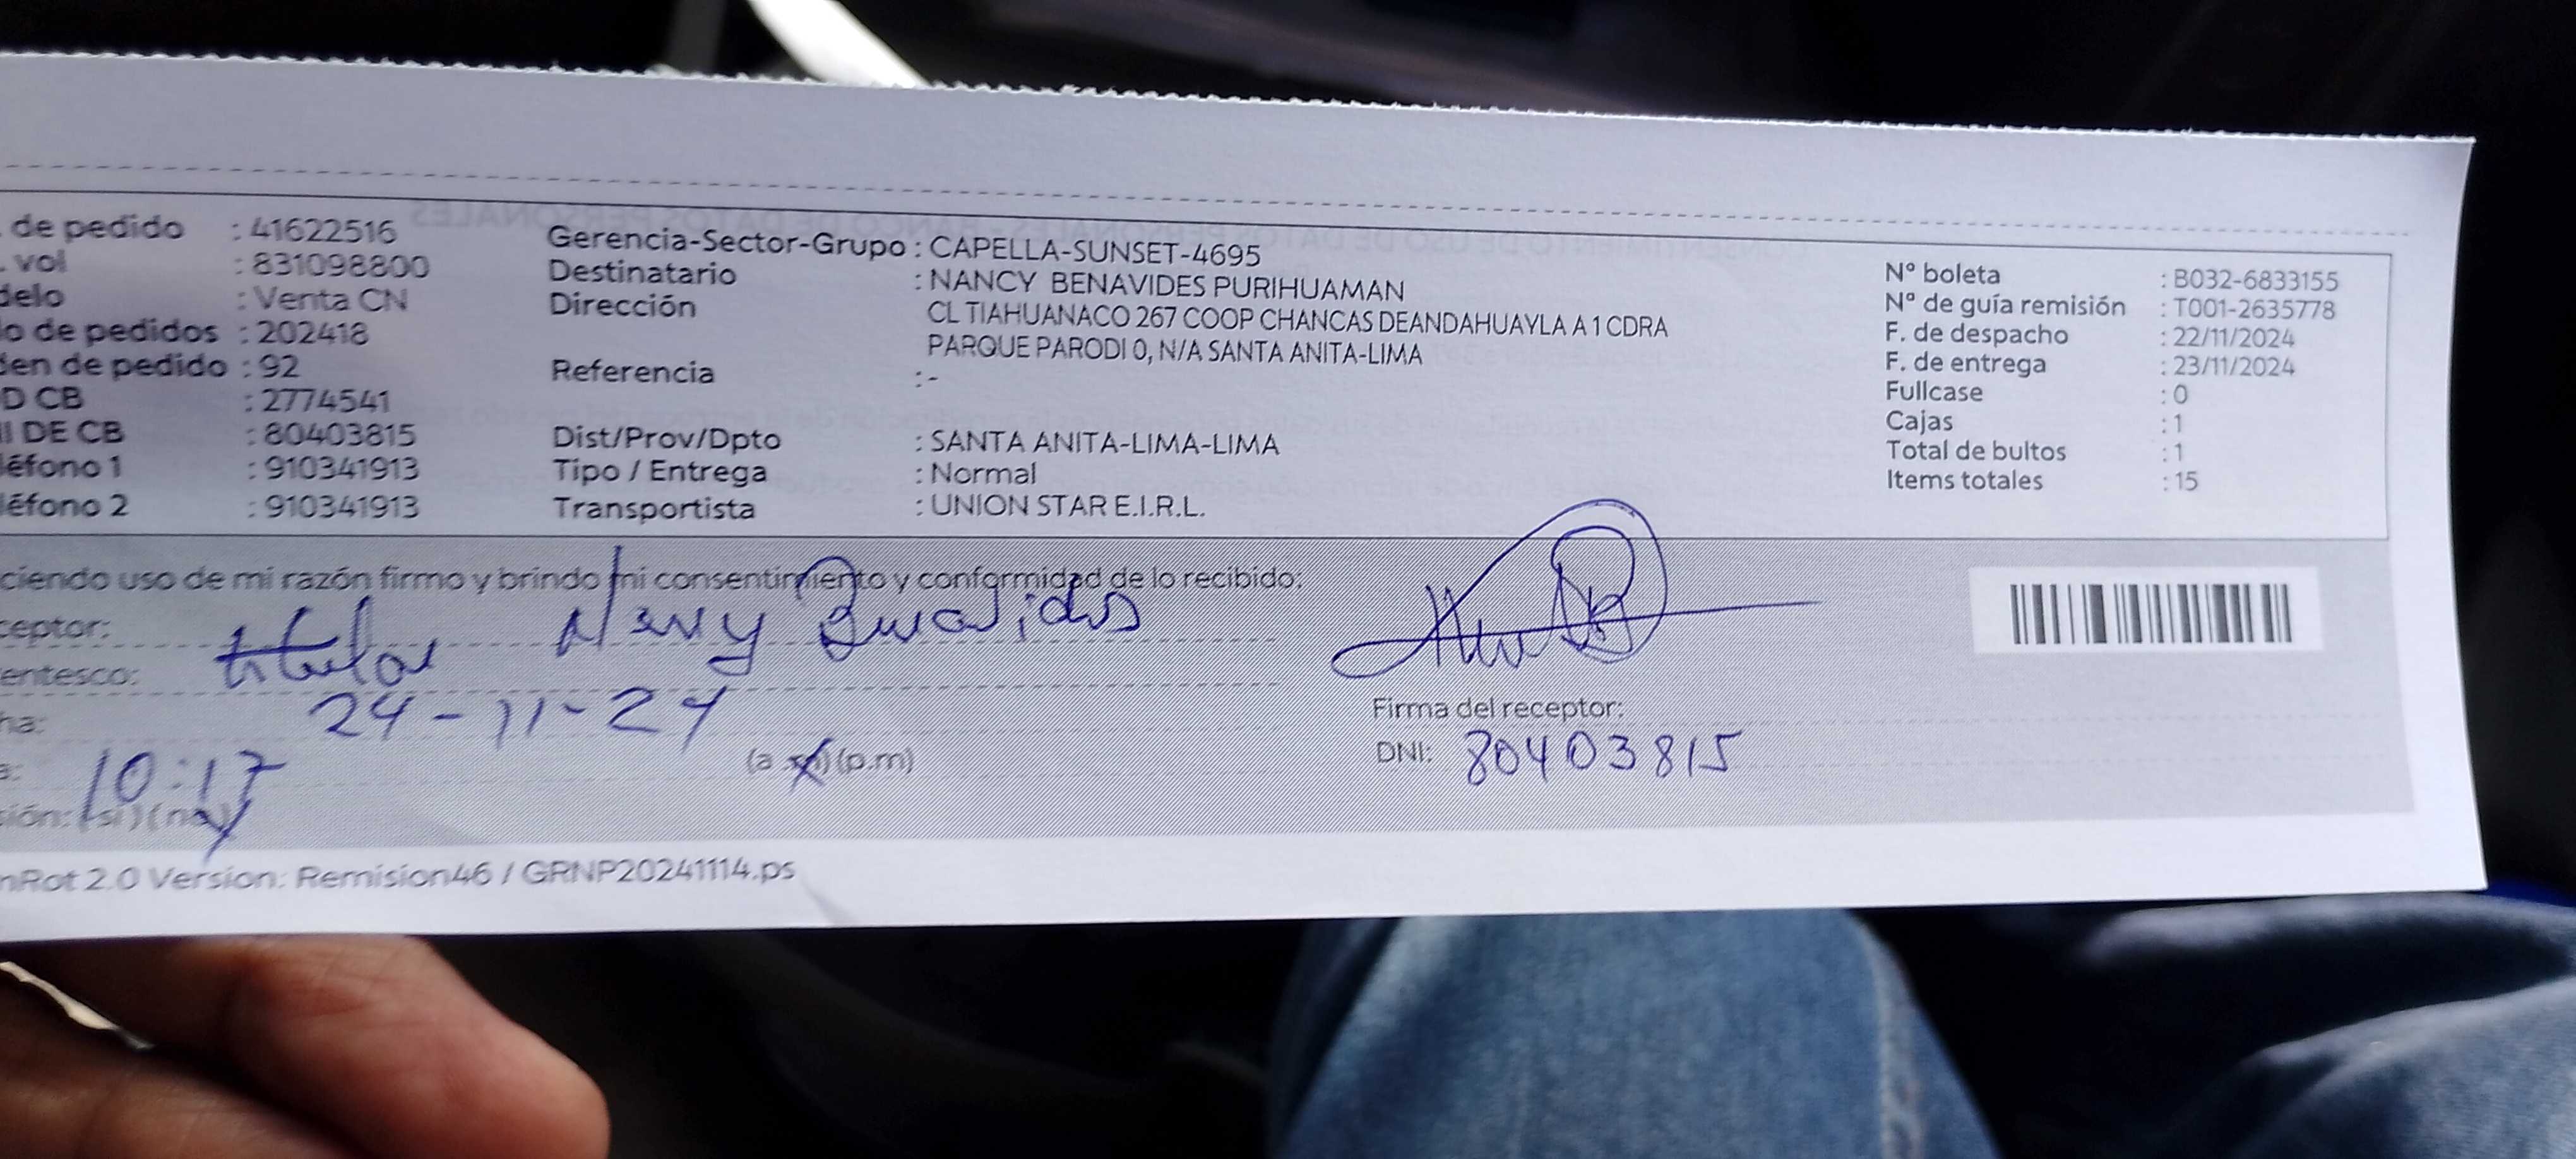 de pedido : 41622516
vol : 831098800
delo : Venta CN
o de pedidos : 202418
den de pedido : 92
D CB : 2774541
I DE CB : 80403815
léfono 1 : 910341913
léfono 2 : 910341913
Gerencia-Sector-Grupo : CAPELLA-SUNSET-4695
Destinatario : NANCY BENAVIDES PURIHUAMAN
Dirección : CL TIAHUANACO 267 COOP CHANCAS DEANDAHUAYLA A 1 CDRA
PARQUE PARODI 0, N/A SANTA ANITA-LIMA
Referencia : -
Dist/Prov/Dpto : SANTA ANITA-LIMA-LIMA
Tipo / Entrega : Normal
Transportista : UNION STAR E.I.R.L.
N° boleta : B032-6833155
N° de guía remisión : T001-2635778
F. de despacho : 22/11/2024
F. de entrega : 23/11/2024
Fullcase : 0
Cajas : 1
Total de bultos : 1
Items totales : 15
ciendo uso de mi razón firmo y brindo mi consentimiento y conformidad de lo recibido:
ceptor: Nancy Benavides
entesco: titular
ha: 24-11-24
a: 10:17 (a.m)(p.m)
sión: (si)(no)
Firma del receptor:
DNI: 80403815
nRot 2.0 Version: Remision46 / GRNP20241114.ps